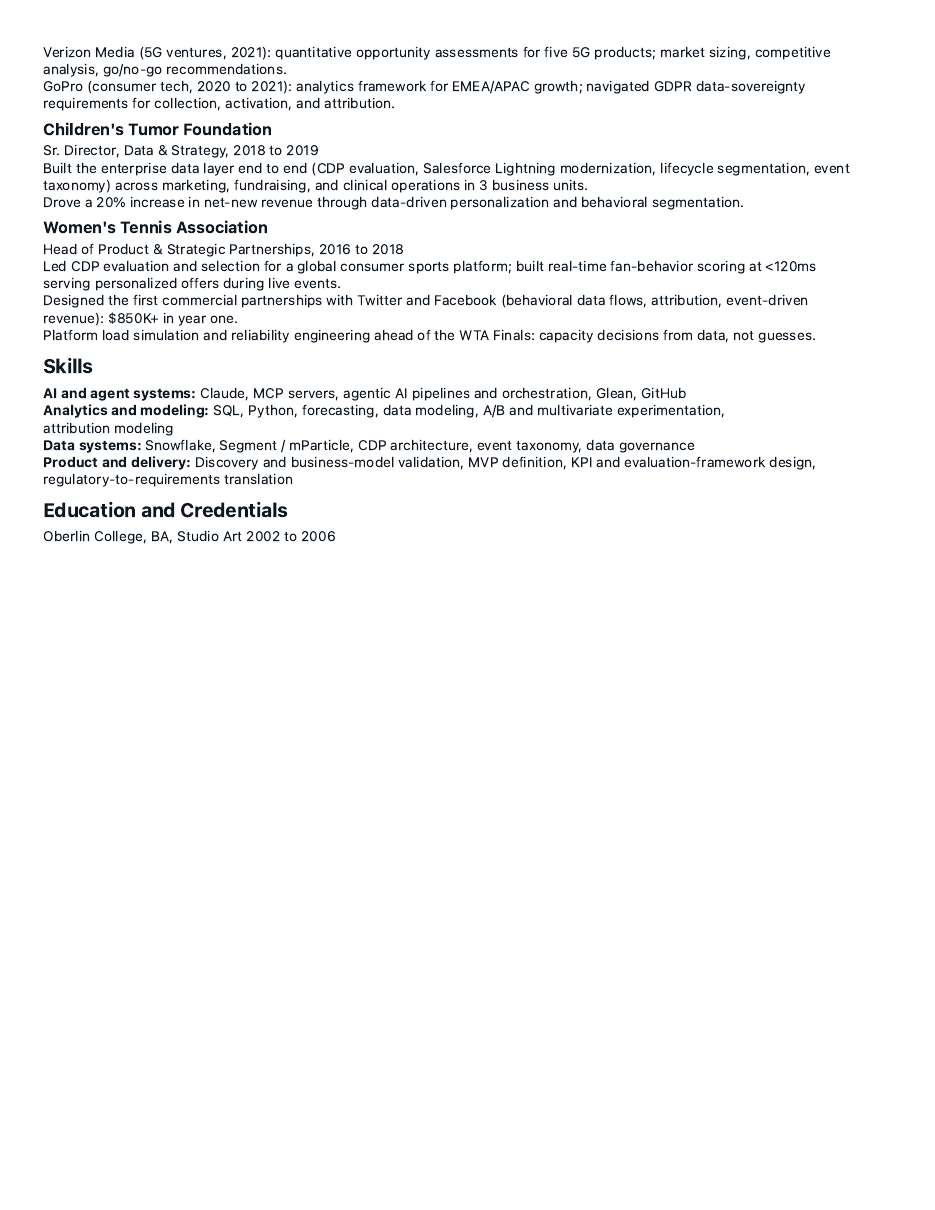 Verizon Media (5G ventures, 2021): quantitative opportunity assessments for five 5G products; market sizing, competitive
analysis, go/no-go recommendations.
GoPro (consumer tech, 2020 to 2021): analytics framework for EMEA/APAC growth; navigated GDPR data-sovereignty
requirements for collection, activation, and attribution.
Children's Tumor Foundation
Sr. Director, Data & Strategy, 2018 to 2019
Built the enterprise data layer end to end (CDP evaluation, Salesforce Lightning modernization, lifecycle segmentation, event
taxonomy) across marketing, fundraising, and clinical operations in 3 business units.
Drove a 20% increase in net-new revenue through data-driven personalization and behavioral segmentation.
Women's Tennis Association
Head of Product & Strategic Partnerships, 2016 to 2018
Led CDP evaluation and selection for a global consumer sports platform; built real-time fan-behavior scoring at <120ms
serving personalized offers during live events.
Designed the first commercial partnerships with Twitter and Facebook (behavioral data flows, attribution, event-driven
revenue): $850K+ in year one.
Platform load simulation and reliability engineering ahead of the WTA Finals: capacity decisions from data, not guesses.
Skills
AI and agent systems: Claude, MCP servers, agentic AI pipelines and orchestration, Glean, GitHub
Analytics and modeling: SQL, Python, forecasting, data modeling, A/B and multivariate experimentation,
attribution modeling
Data systems: Snowflake, Segment / mParticle, CDP architecture, event taxonomy, data governance
Product and delivery: Discovery and business-model validation, MVP definition, KPI and evaluation-framework design,
regulatory-to-requirements translation
Education and Credentials
Oberlin College, BA, Studio Art 2002 to 2006